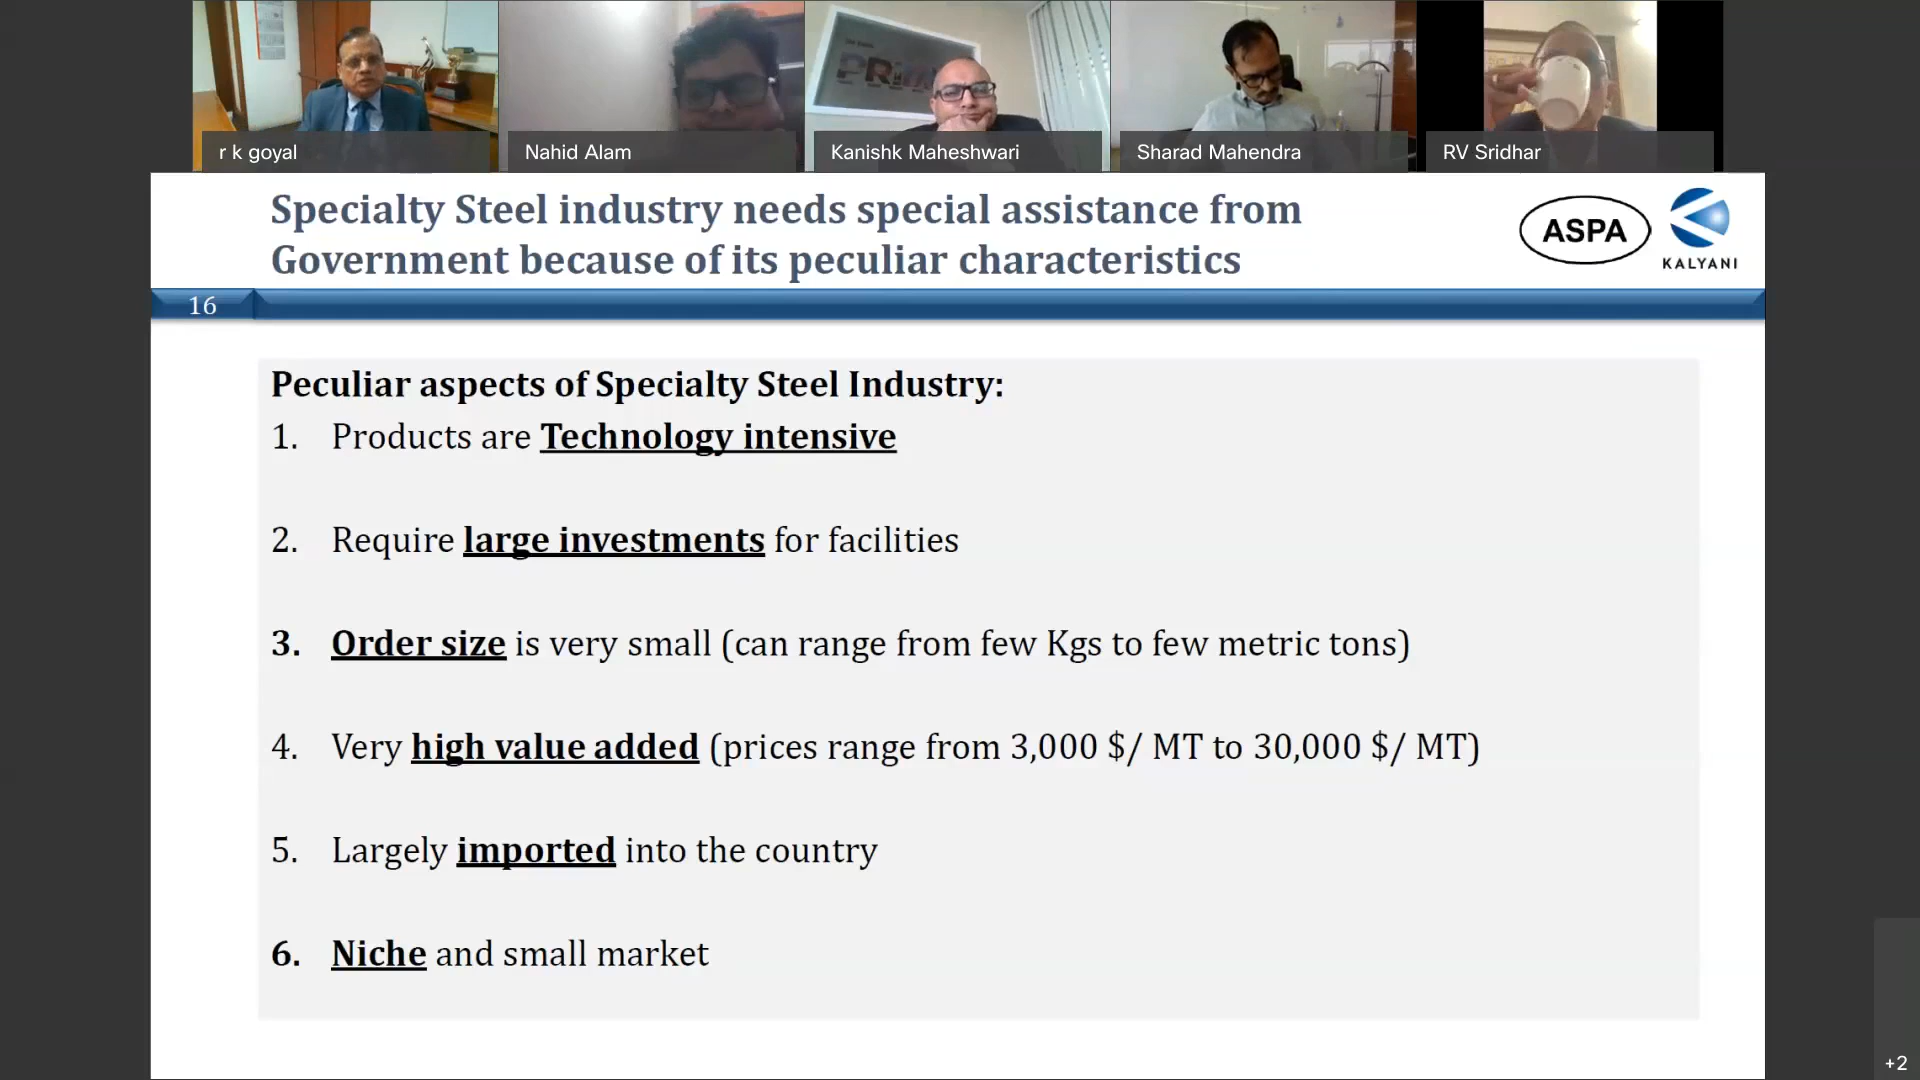 PRIM
r k goyal
Nahid Alam
Kanishk Maheshwari
Sharad Mahendra
RV Sridhar
Specialty Steel industry needs special assistance from
Government because of its peculiar characteristics
ASPA
KALYANI
16
Peculiar aspects of Specialty Steel Industry:
1. Products are Technology intensive
2. Require large investments for facilities
3. Order size is very small (can range from few Kgs to few metric tons)
4. Very high value added (prices range from 3,000 $/ MT to 30,000 $/ MT)
5. Largely imported into the country
6. Niche and small market
+2